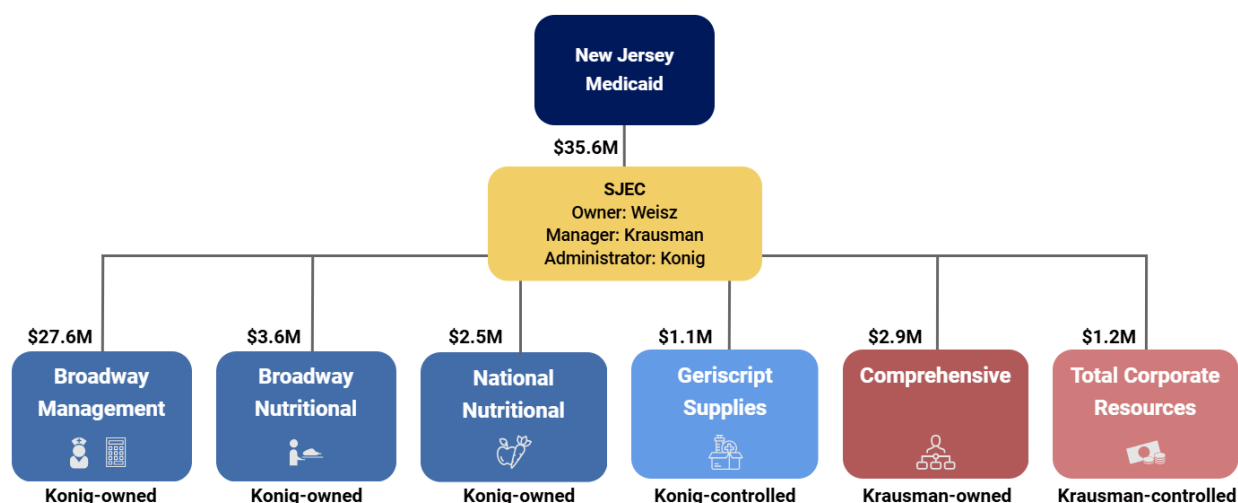 New Jersey
Medicaid
$35.6M
SJEC
Owner: Weisz
Manager: Krausman
Administrator: Konig
$27.6M
$3.6M
$2.5M
$1.1M
$2.9M
$1.2M
Broadway
Management
Broadway
Nutritional
National
Nutritional
Geriscript
Supplies
Comprehensive
Total Corporate
Resources
Konig-owned
Konig-owned
Konig-owned
Konig-controlled
Krausman-owned
Krausman-controlled